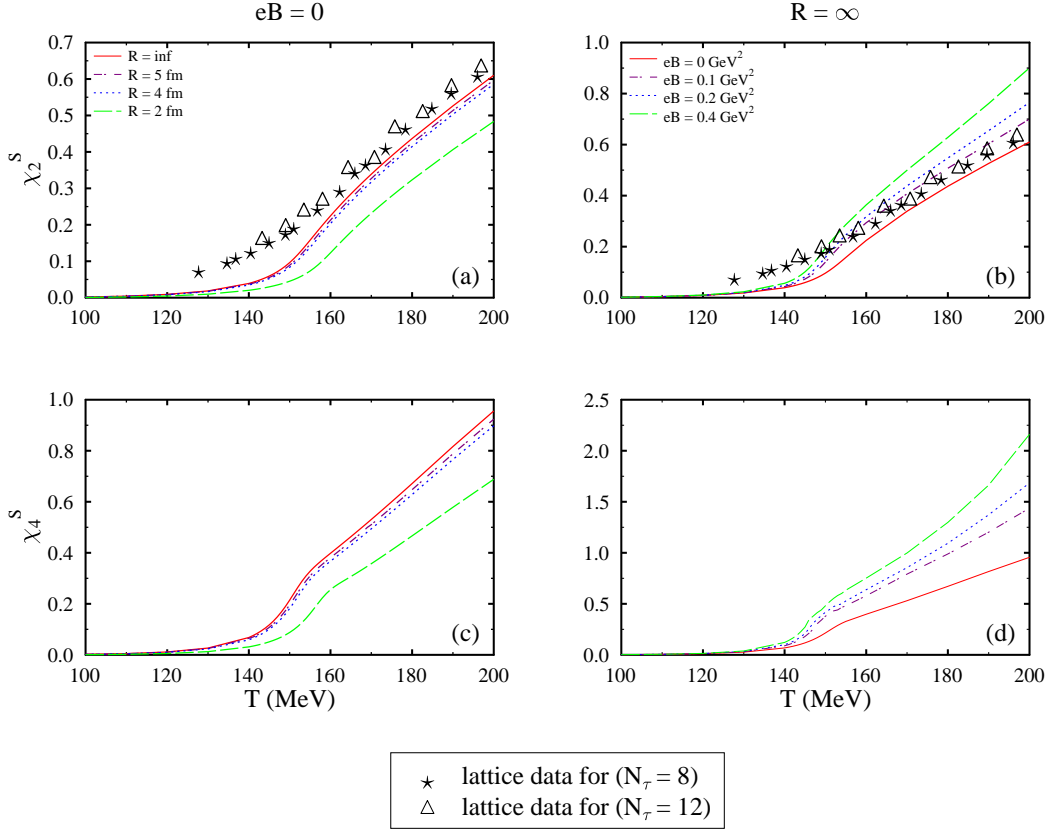 eB = 0
R = ∞
0.7
0.6
0.5
0.4
0.3
0.2
0.1
0.0
χ₂ˢ
R = inf
R = 5 fm
R = 4 fm
R = 2 fm
(a)
100
120
140
160
180
200
1.0
0.8
0.6
0.4
0.2
0.0
eB = 0 GeV²
eB = 0.1 GeV²
eB = 0.2 GeV²
eB = 0.4 GeV²
(b)
100
120
140
160
180
200
1.0
0.8
0.6
0.4
0.2
0.0
χ₄ˢ
(c)
100
120
140
160
180
200
T (MeV)
2.5
2.0
1.5
1.0
0.5
0.0
(d)
100
120
140
160
180
200
T (MeV)
lattice data for (N_τ = 8)
lattice data for (N_τ = 12)